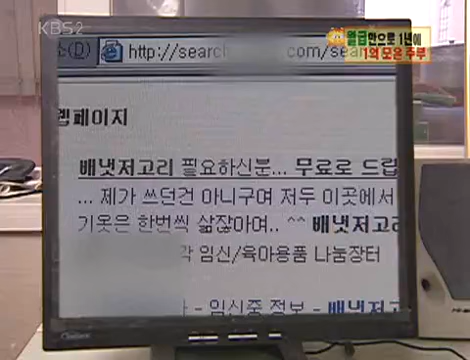 KBS2
월급만으로 1년에
1억 모은 주부
(D) http://sear .com/sea
웹페이지
배냇저고리 필요하신분... 무료로 드립
... 제가 쓰던건 아니구여 저두 이곳에서
기옷은 한번씩 삶잖아여.. ^^ 배냇저고리
각 임신/육아용품 나눔장터
- 임신중 정보 - 배냇저고